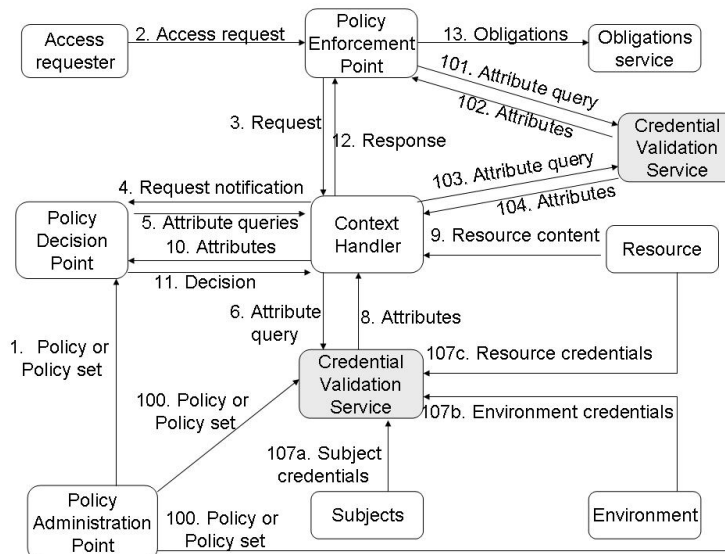 Access
requester
2. Access request
Policy
Enforcement
Point
13. Obligations
Obligations
service
101. Attribute query
102. Attributes
Credential
Validation
Service
3. Request
12. Response
103. Attribute query
104. Attributes
4. Request notification
5. Attribute queries
10. Attributes
11. Decision
Policy
Decision
Point
Context
Handler
9. Resource content
Resource
6. Attribute
query
8. Attributes
1. Policy or
Policy set
Credential
Validation
Service
107c. Resource credentials
107b. Environment credentials
100. Policy or
Policy set
107a. Subject
credentials
Policy
Administration
Point
100. Policy or
Policy set
Subjects
Environment